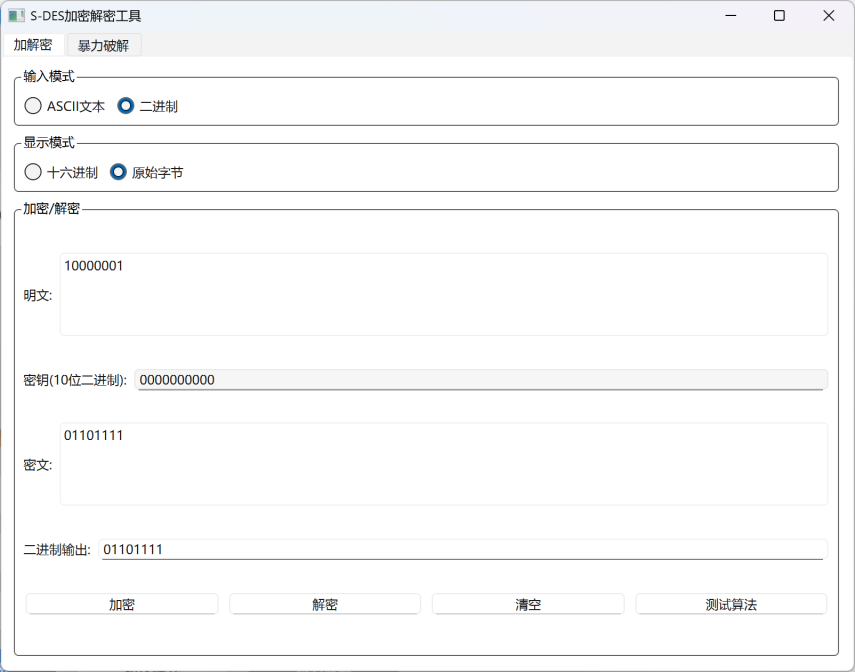 S-DES加密解密工具
加解密 暴力破解
输入模式
ASCII文本 二进制
显示模式
十六进制 原始字节
加密/解密
10000001
明文:
密钥(10位二进制): 0000000000
01101111
密文:
二进制输出: 01101111
加密 解密 清空 测试算法